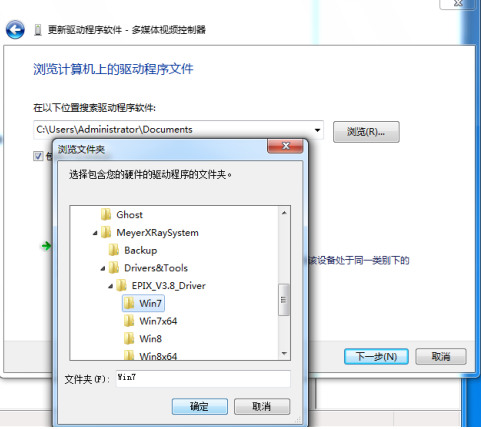 更新驱动程序软件 - 多媒体视频控制器
浏览计算机上的驱动程序文件
在以下位置搜索驱动程序软件:
C:\Users\Administrator\Documents
浏览(R)...
浏览文件夹
选择包含您的硬件的驱动程序的文件夹。
Ghost
MeyerXRaySystem
Backup
Drivers&Tools
该设备处于同一类别下的
EPIX_V3.8_Driver
Win7
Win7x64
Win8
Win8x64
下一步(N)
取消
文件夹(F): Win7
确定
取消